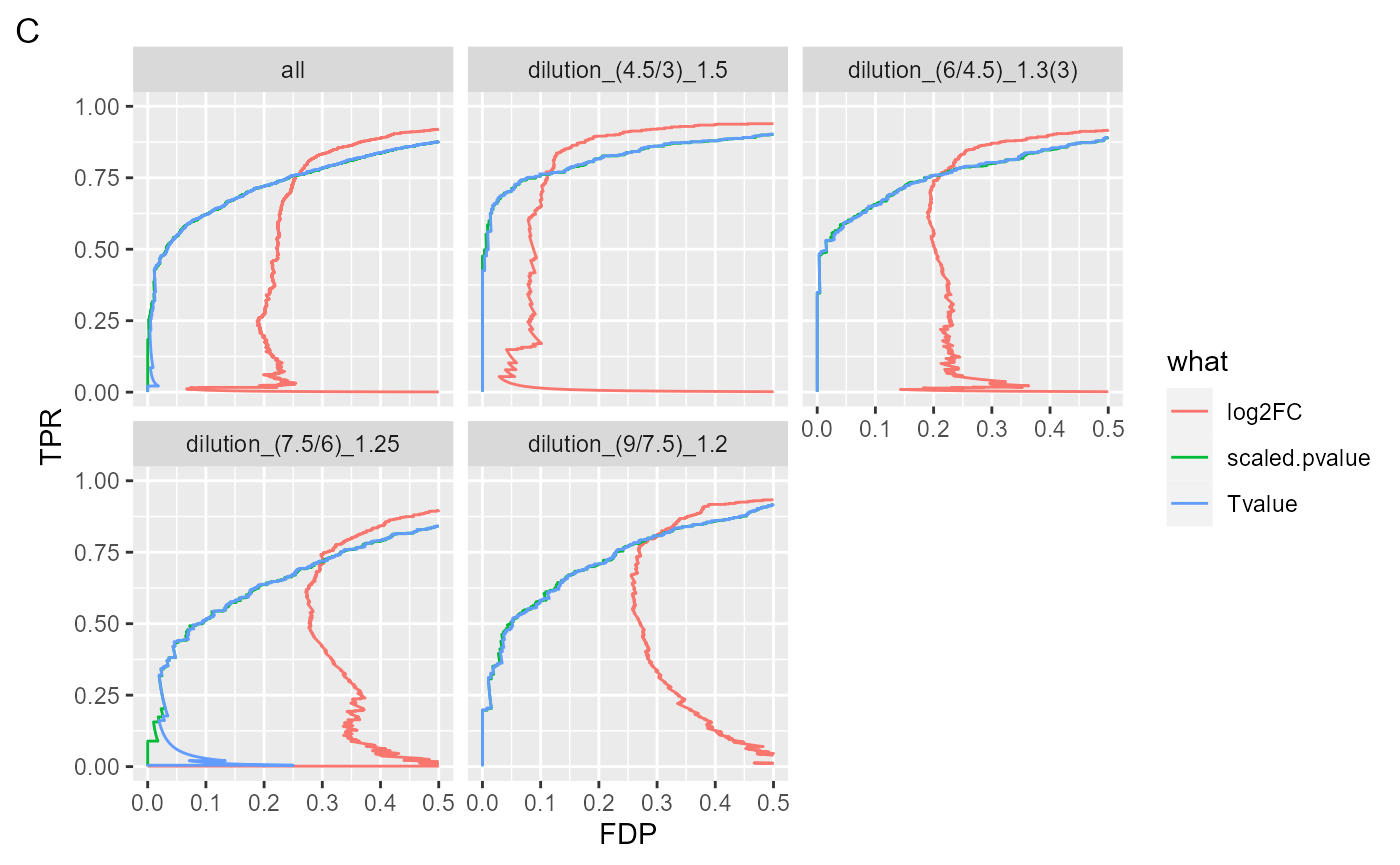 C
all
dilution_(4.5/3)_1.5
dilution_(6/4.5)_1.3(3)
1.00
0.75
0.50
0.25
0.00
0.0 0.1 0.2 0.3 0.4 0.5
dilution_(7.5/6)_1.25
dilution_(9/7.5)_1.2
1.00
0.75
0.50
0.25
0.00
0.0 0.1 0.2 0.3 0.4 0.5
0.0 0.1 0.2 0.3 0.4 0.5
TPR
FDP
what
log2FC
scaled.pvalue
Tvalue